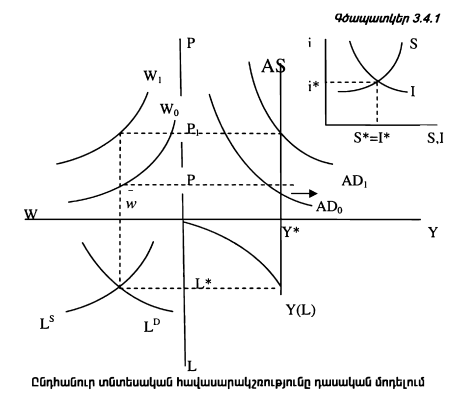 Գծապատկեր 3.4.1
P
i
S
W₁
AS
W₀
i*
I
P₁
S*=I*
S,I
P
AD₁
w̄
AD₀
W
Y*
Y
L*
Y(L)
Lˢ
Lᴰ
L
Ընդհանուր տնտեսական հավասարակշռությունը դասական մոդելում